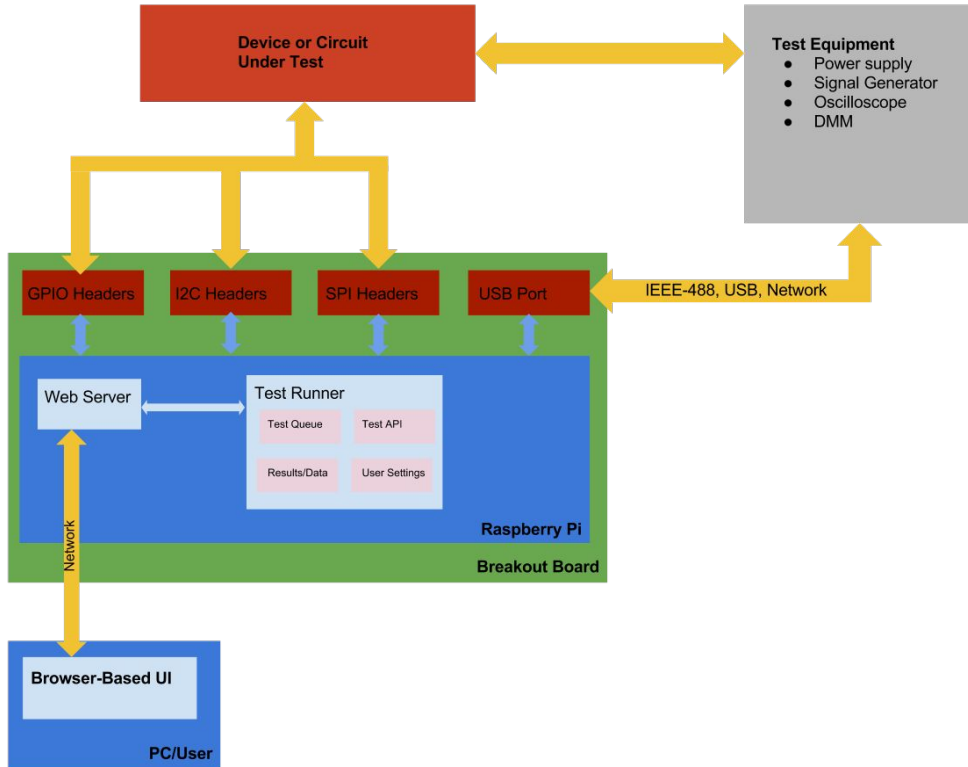 Device or Circuit
Under Test
Test Equipment
● Power supply
● Signal Generator
● Oscilloscope
● DMM
GPIO Headers
I2C Headers
SPI Headers
USB Port
IEEE-488, USB, Network
Web Server
Test Runner
Test Queue
Test API
Results/Data
User Settings
Raspberry Pi
Breakout Board
Network
Browser-Based UI
PC/User